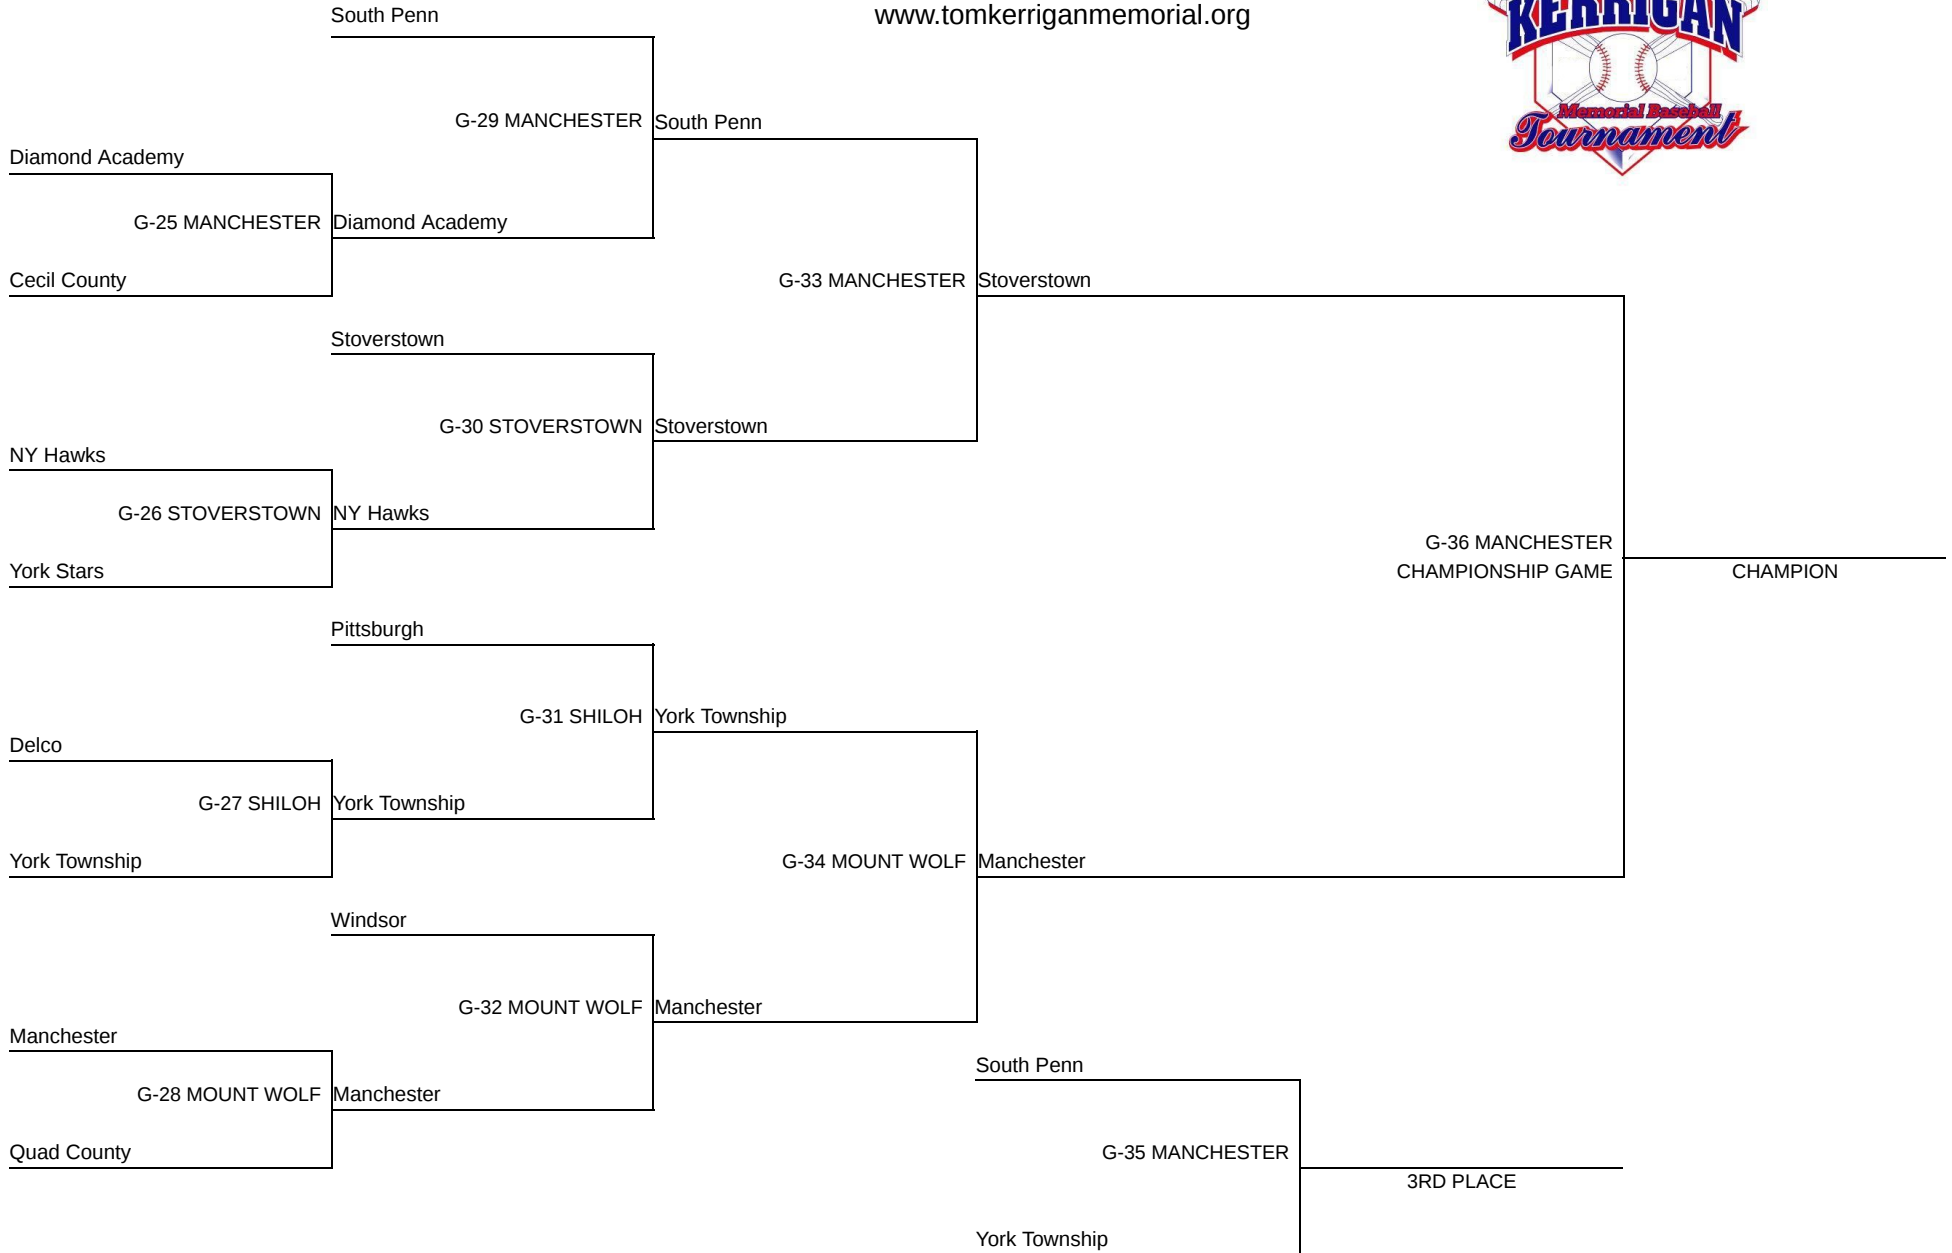 South Penn
www.tomkerriganmemorial.org
KERRIGAN
Memorial Baseball
Tournament
G-29 MANCHESTER
South Penn
Diamond Academy
G-25 MANCHESTER
Diamond Academy
Cecil County
G-33 MANCHESTER
Stoverstown
Stoverstown
G-30 STOVERSTOWN
Stoverstown
NY Hawks
G-26 STOVERSTOWN
NY Hawks
York Stars
G-36 MANCHESTER
CHAMPIONSHIP GAME
CHAMPION
Pittsburgh
G-31 SHILOH
York Township
Delco
G-27 SHILOH
York Township
York Township
G-34 MOUNT WOLF
Manchester
Windsor
G-32 MOUNT WOLF
Manchester
Manchester
G-28 MOUNT WOLF
Manchester
Quad County
South Penn
G-35 MANCHESTER
3RD PLACE
York Township